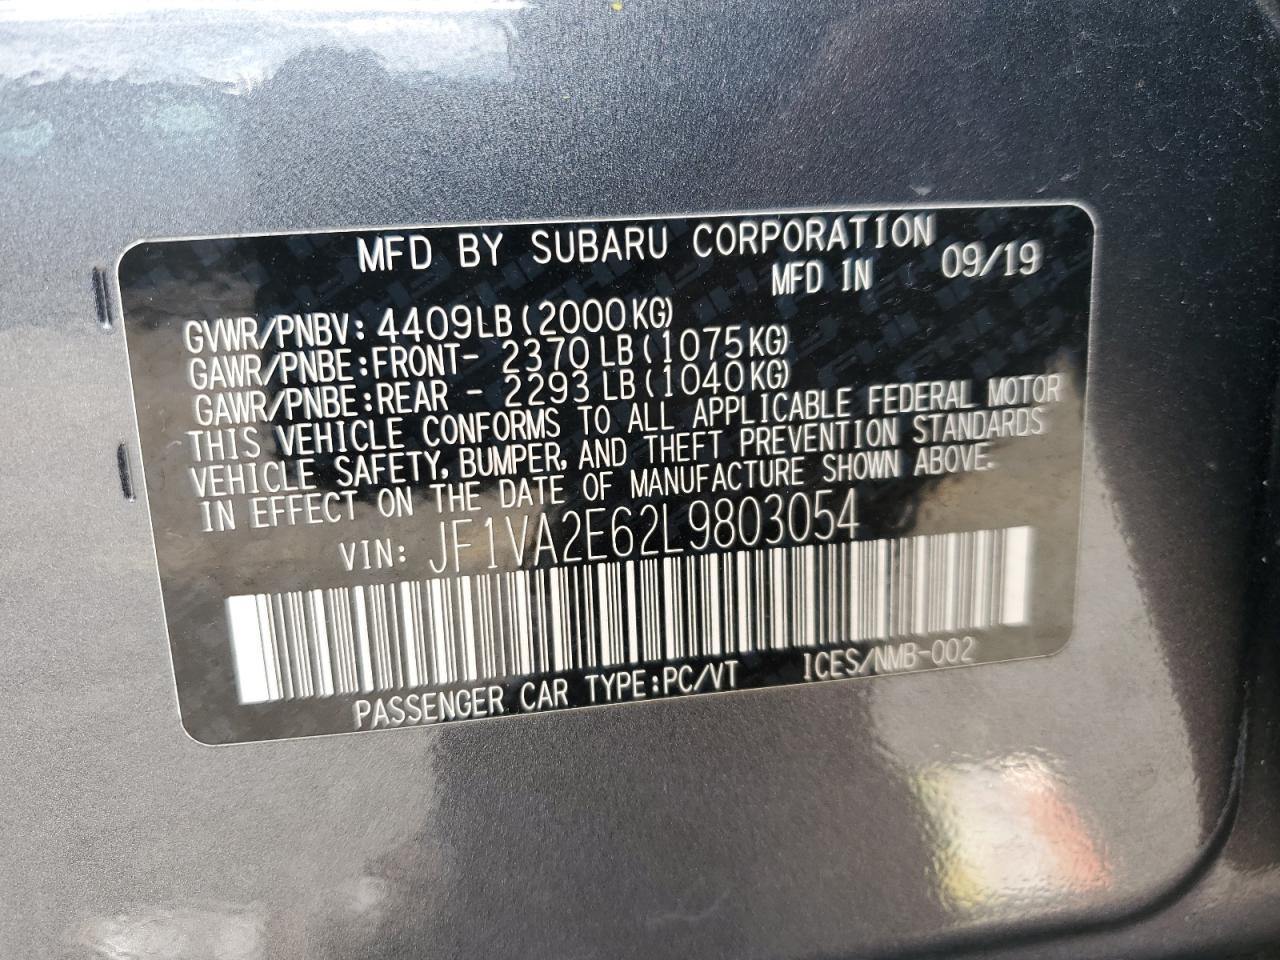 MFD BY SUBARU CORPORATION
MFD IN 09/19
GVWR/PNBV: 4409LB(2000KG)
GAWR/PNBE:FRONT- 2370LB(1075KG)
GAWR/PNBE:REAR - 2293LB(1040KG)
THIS VEHICLE CONFORMS TO ALL APPLICABLE FEDERAL MOTOR
VEHICLE SAFETY, BUMPER, AND THEFT PREVENTION STANDARDS
IN EFFECT ON THE DATE OF MANUFACTURE SHOWN ABOVE.
VIN: JF1VA2E62L9803054
PASSENGER CAR TYPE:PC/VT ICES/NMB-002